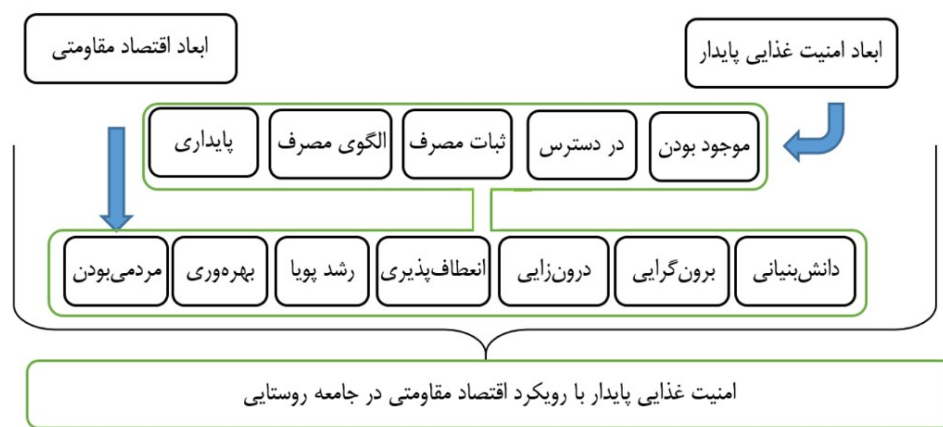 ابعاد امنیت غذایی پایدار
ابعاد اقتصاد مقاومتی
موجود بودن
در دسترس
ثبات مصرف
الگوی مصرف
پایداری
دانش‌بنیانی
برون‌گرایی
درون‌زایی
انعطاف‌پذیری
رشد پویا
بهره‌وری
مردمی‌بودن
امنیت غذایی پایدار با رویکرد اقتصاد مقاومتی در جامعه روستایی